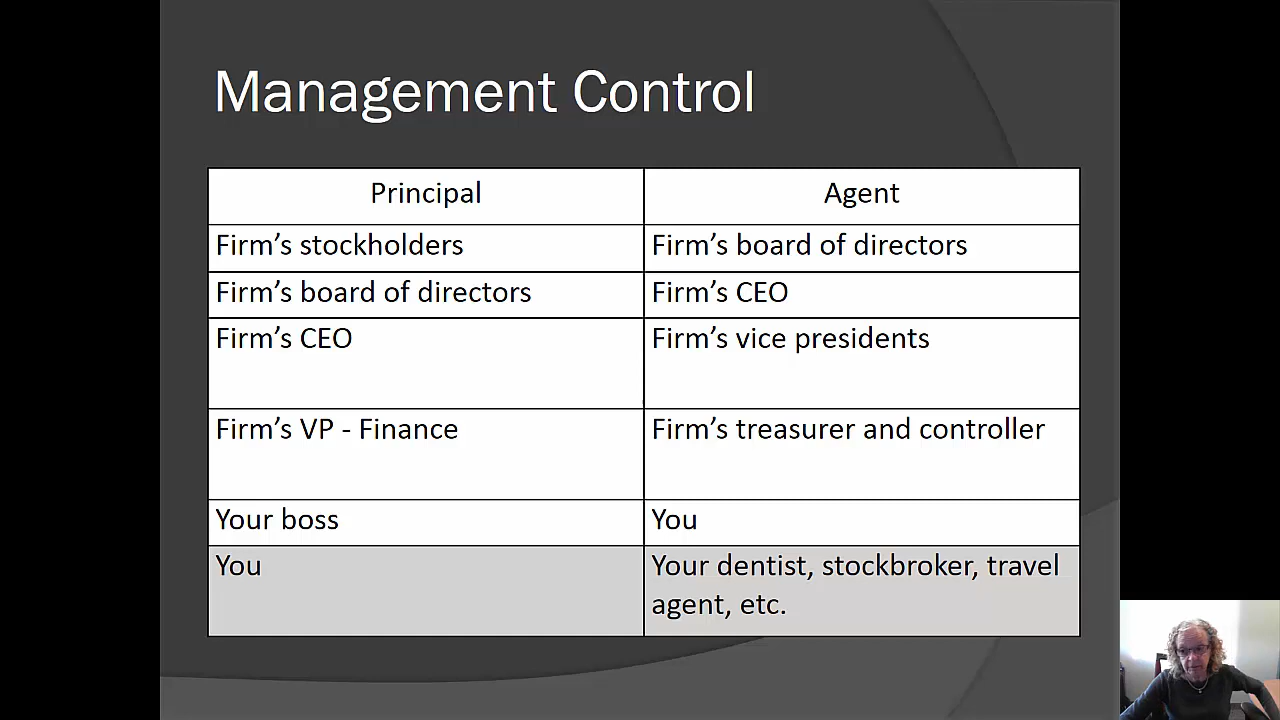 Management Control
Principal
Agent
Firm’s stockholders
Firm’s board of directors
Firm’s board of directors
Firm’s CEO
Firm’s CEO
Firm’s vice presidents
Firm’s VP - Finance
Firm’s treasurer and controller
Your boss
You
You
Your dentist, stockbroker, travel
agent, etc.